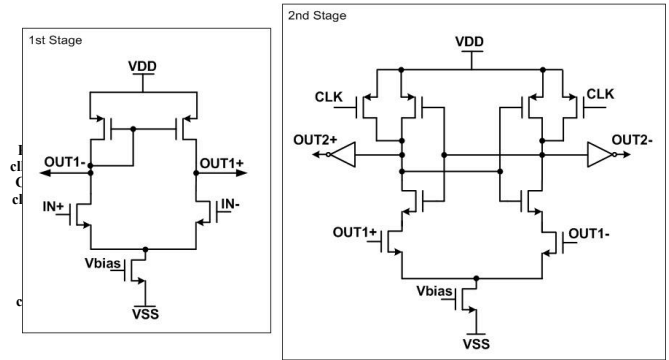 1st Stage
VDD
OUT1-
OUT1+
IN+
IN-
Vbias
VSS
2nd Stage
VDD
CLK
CLK
OUT2+
OUT2-
OUT1+
OUT1-
Vbias
VSS